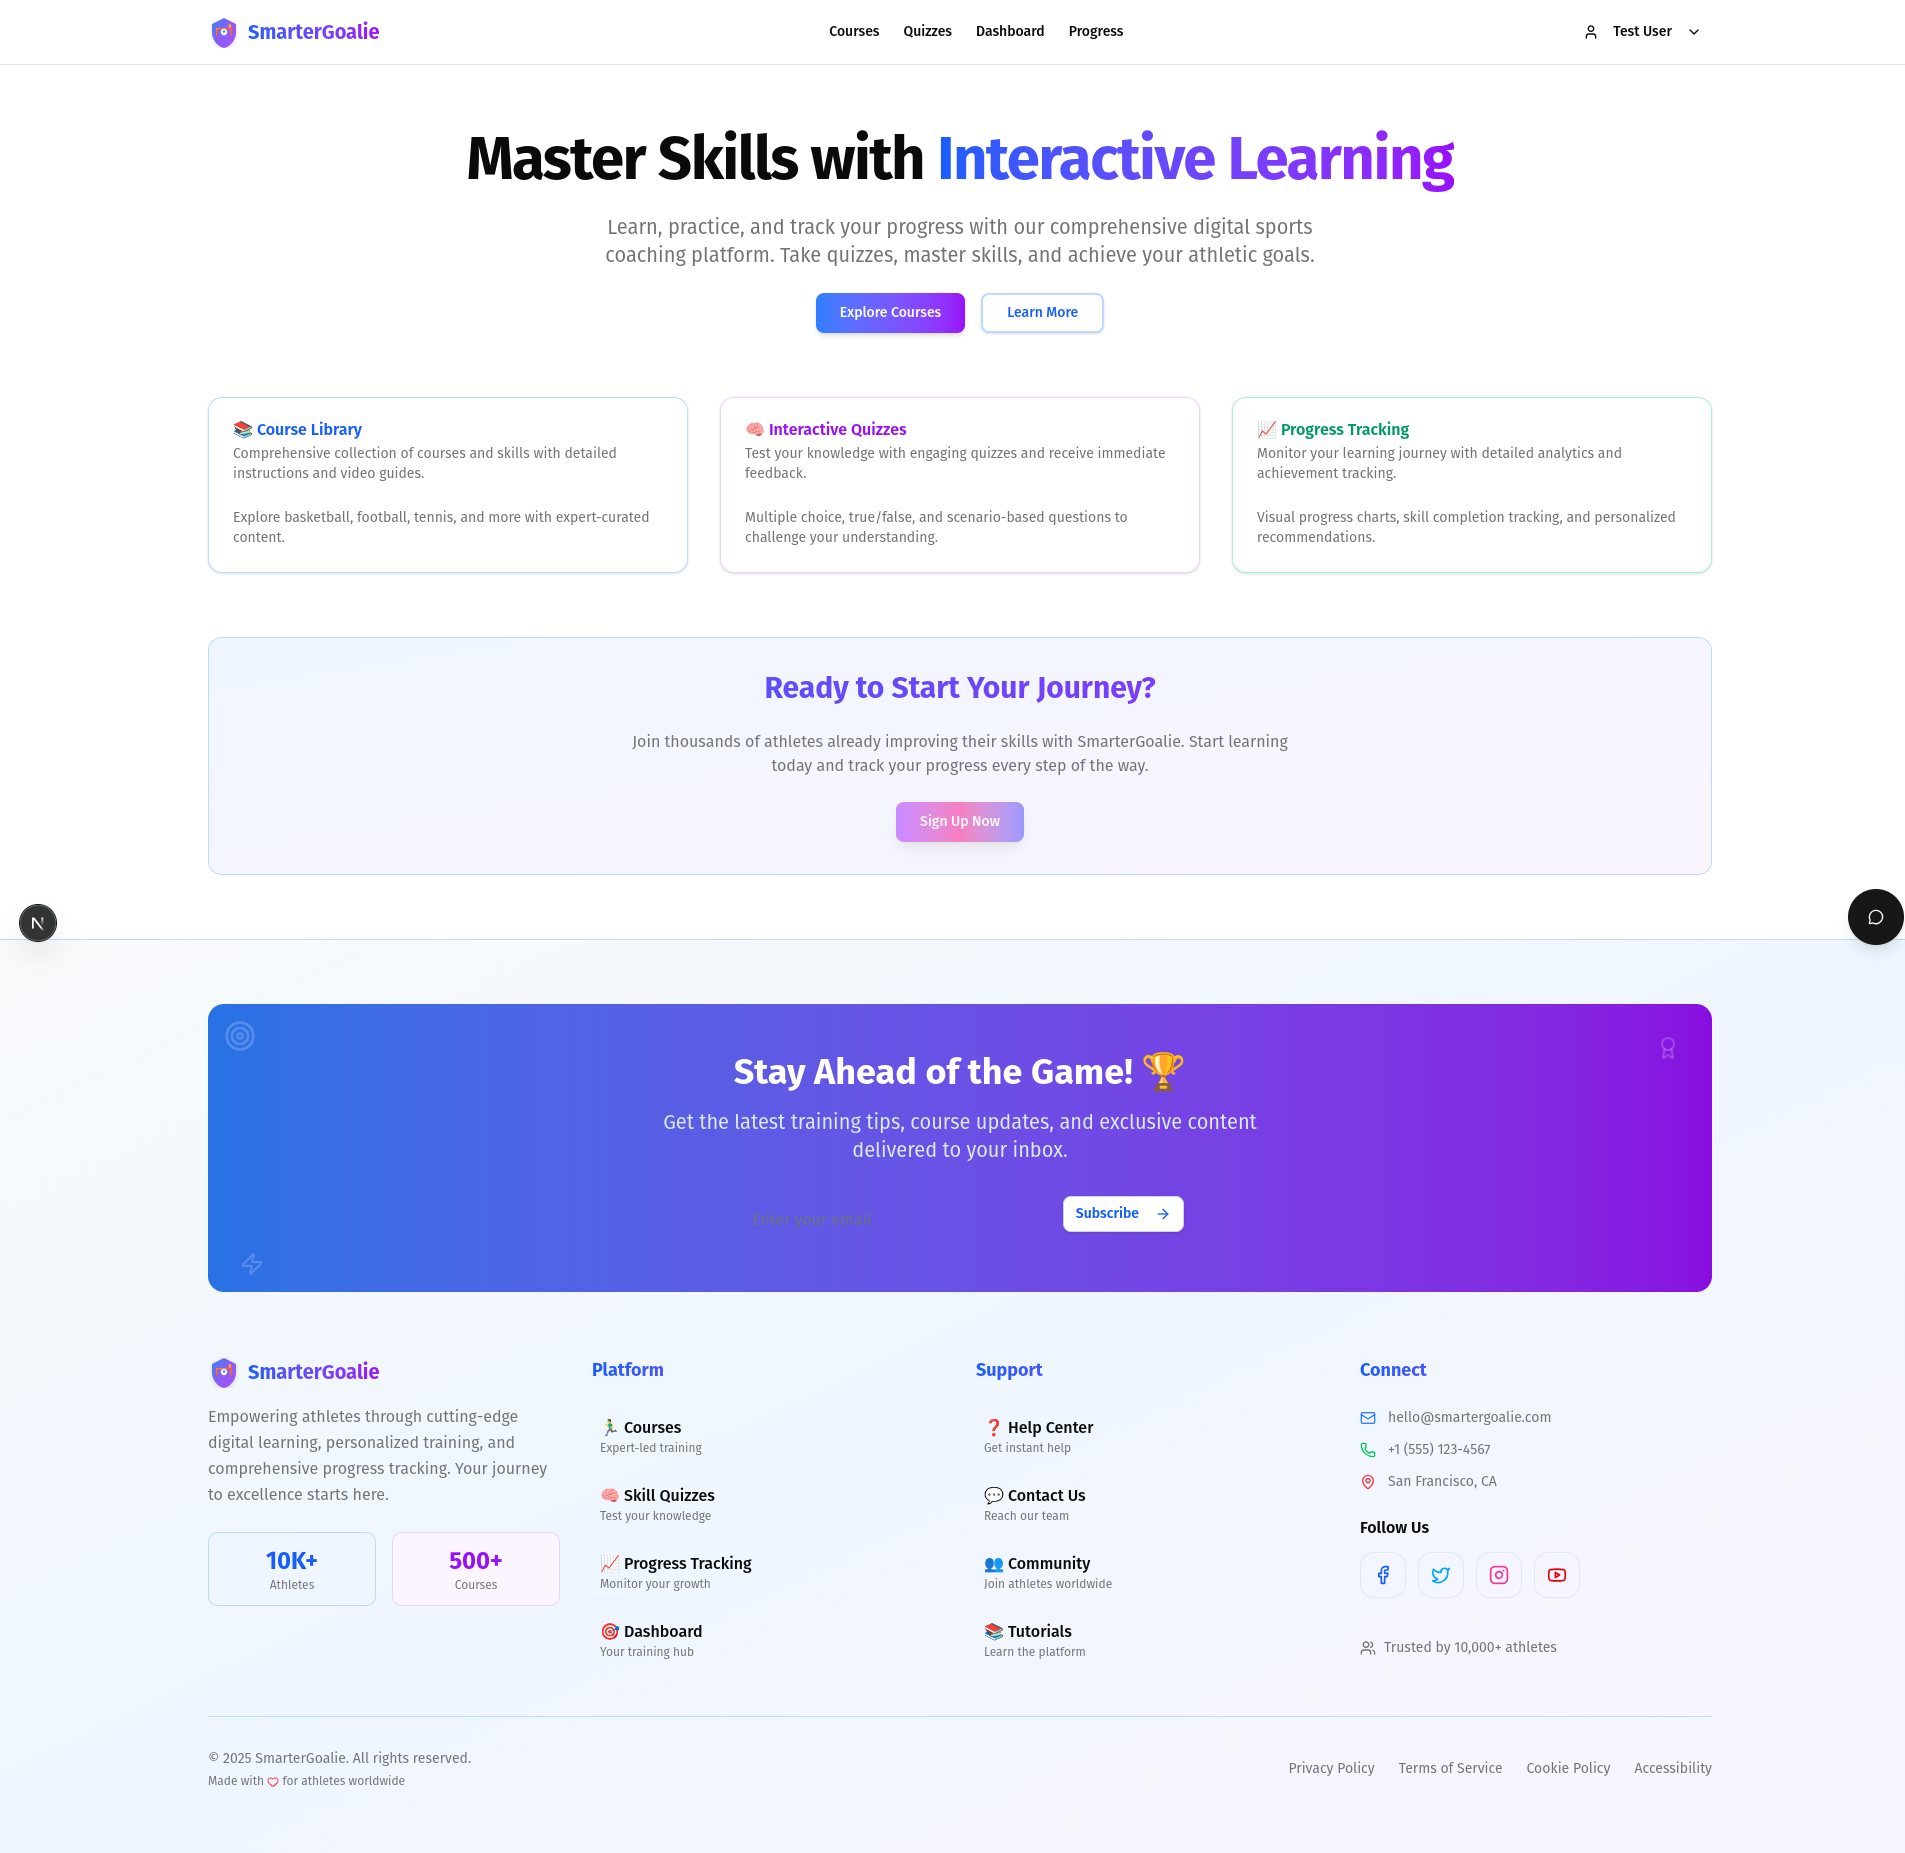 SmarterGoalie
Courses
Quizzes
Dashboard
Progress
Test User
Master Skills with Interactive Learning
Learn, practice, and track your progress with our comprehensive digital sports
coaching platform. Take quizzes, master skills, and achieve your athletic goals.
Explore Courses
Learn More
📚 Course Library
Comprehensive collection of courses and skills with detailed
instructions and video guides.
Explore basketball, football, tennis, and more with expert-curated
content.
🧠 Interactive Quizzes
Test your knowledge with engaging quizzes and receive immediate
feedback.
Multiple choice, true/false, and scenario-based questions to
challenge your understanding.
📈 Progress Tracking
Monitor your learning journey with detailed analytics and
achievement tracking.
Visual progress charts, skill completion tracking, and personalized
recommendations.
Ready to Start Your Journey?
Join thousands of athletes already improving their skills with SmarterGoalie. Start learning
today and track your progress every step of the way.
Sign Up Now
N
Stay Ahead of the Game! 🏆
Get the latest training tips, course updates, and exclusive content
delivered to your inbox.
Enter your email
Subscribe
SmarterGoalie
Empowering athletes through cutting-edge
digital learning, personalized training, and
comprehensive progress tracking. Your journey
to excellence starts here.
10K+
Athletes
500+
Courses
Platform
🏃‍♂️ Courses
Expert-led training
🧠 Skill Quizzes
Test your knowledge
📈 Progress Tracking
Monitor your growth
🎯 Dashboard
Your training hub
Support
❓ Help Center
Get instant help
💬 Contact Us
Reach our team
👥 Community
Join athletes worldwide
📚 Tutorials
Learn the platform
Connect
hello@smartergoalie.com
+1 (555) 123-4567
San Francisco, CA
Follow Us
Trusted by 10,000+ athletes
© 2025 SmarterGoalie. All rights reserved.
Made with ♡ for athletes worldwide
Privacy Policy
Terms of Service
Cookie Policy
Accessibility